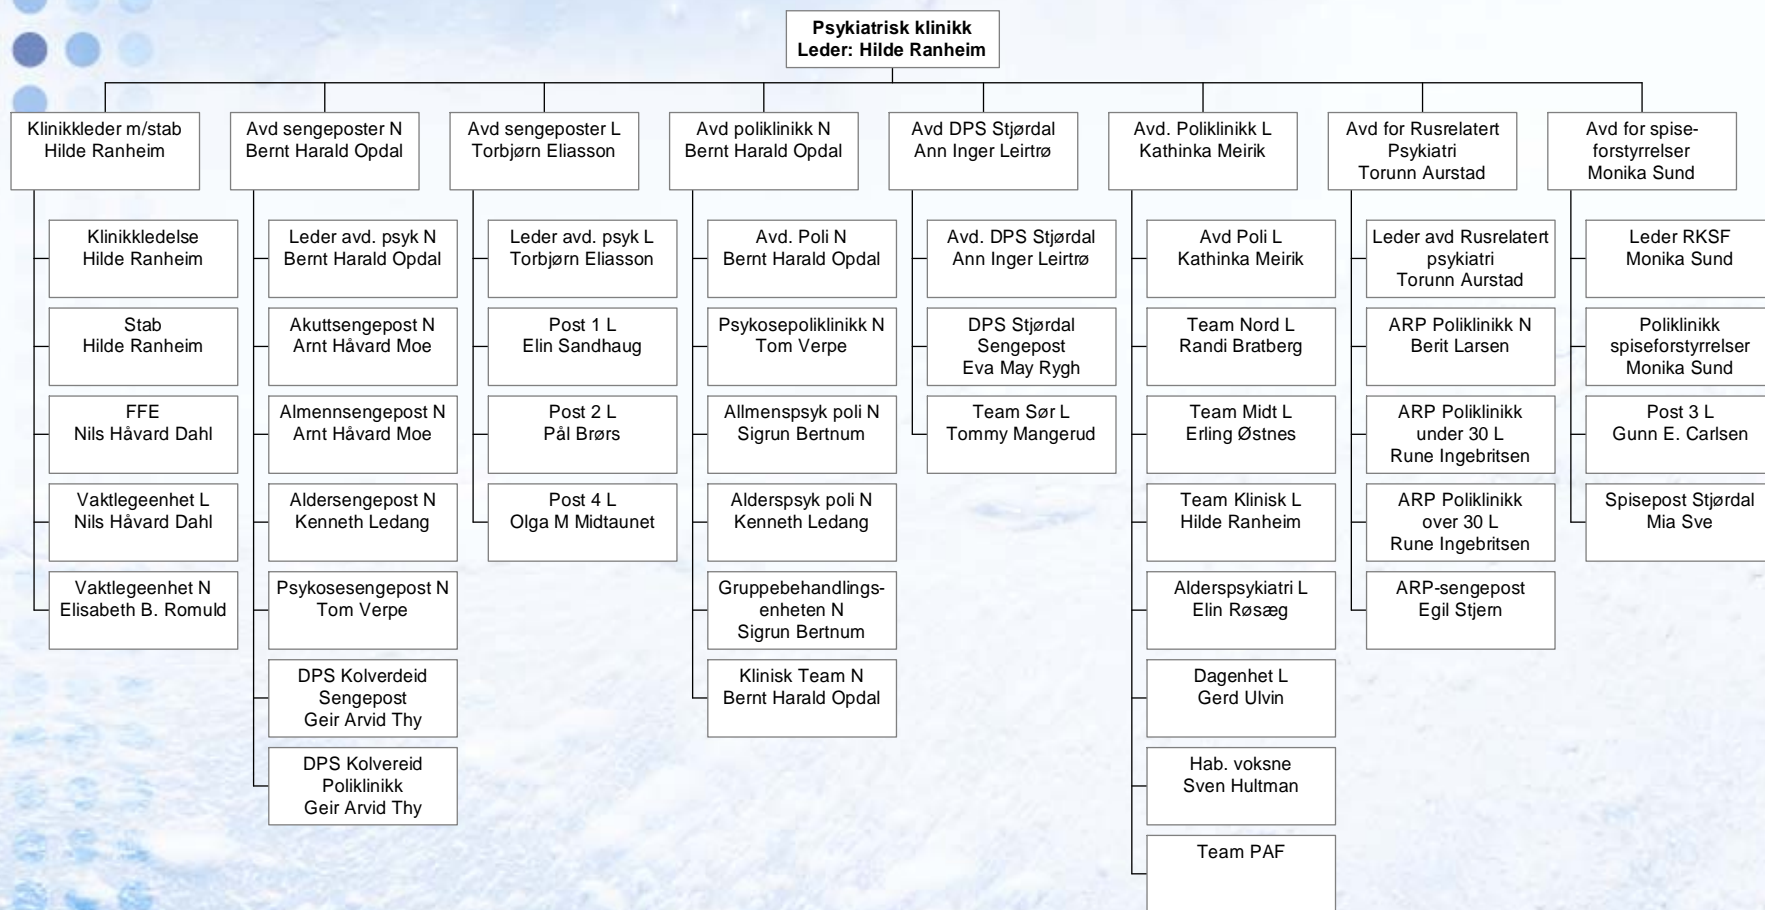 Psykiatrisk klinikk
Leder: Hilde Ranheim
Klinikkleder m/stab
Hilde Ranheim
Klinikkledelse
Hilde Ranheim
Stab
Hilde Ranheim
FFE
Nils Håvard Dahl
Vaktlegeenhet L
Nils Håvard Dahl
Vaktlegeenhet N
Elisabeth B. Romuld
Avd sengeposter N
Bernt Harald Opdal
Leder avd. psyk N
Bernt Harald Opdal
Akuttsengepost N
Arnt Håvard Moe
Almennsengepost N
Arnt Håvard Moe
Aldersengepost N
Kenneth Ledang
Psykosesengepost N
Tom Verpe
DPS Kolverdeid
Sengepost
Geir Arvid Thy
DPS Kolvereid
Poliklinikk
Geir Arvid Thy
Avd sengeposter L
Torbjørn Eliasson
Leder avd. psyk L
Torbjørn Eliasson
Post 1 L
Elin Sandhaug
Post 2 L
Pål Brørs
Post 4 L
Olga M Midtaunet
Avd poliklinikk N
Bernt Harald Opdal
Avd. Poli N
Bernt Harald Opdal
Psykosepoliklinikk N
Tom Verpe
Allmenspsyk poli N
Sigrun Bertnum
Alderspsyk poli N
Kenneth Ledang
Gruppebehandlings-
enheten N
Sigrun Bertnum
Klinisk Team N
Bernt Harald Opdal
Avd DPS Stjørdal
Ann Inger Leirtrø
Avd. DPS Stjørdal
Ann Inger Leirtrø
DPS Stjørdal
Sengepost
Eva May Rygh
Team Sør L
Tommy Mangerud
Avd. Poliklinikk L
Kathinka Meirik
Avd Poli L
Kathinka Meirik
Team Nord L
Randi Bratberg
Team Midt L
Erling Østnes
Team Klinisk L
Hilde Ranheim
Alderspsykiatri L
Elin Røsæg
Dagenhet L
Gerd Ulvin
Hab. voksne
Sven Hultman
Team PAF
Avd for Rusrelatert
Psykiatri
Torunn Aurstad
Leder avd Rusrelatert
psykiatri
Torunn Aurstad
ARP Poliklinikk N
Berit Larsen
ARP Poliklinikk
under 30 L
Rune Ingebritsen
ARP Poliklinikk
over 30 L
Rune Ingebritsen
ARP-sengepost
Egil Stjern
Avd for spise-
forstyrrelser
Monika Sund
Leder RKSF
Monika Sund
Poliklinikk
spiseforstyrrelser
Monika Sund
Post 3 L
Gunn E. Carlsen
Spisepost Stjørdal
Mia Sve